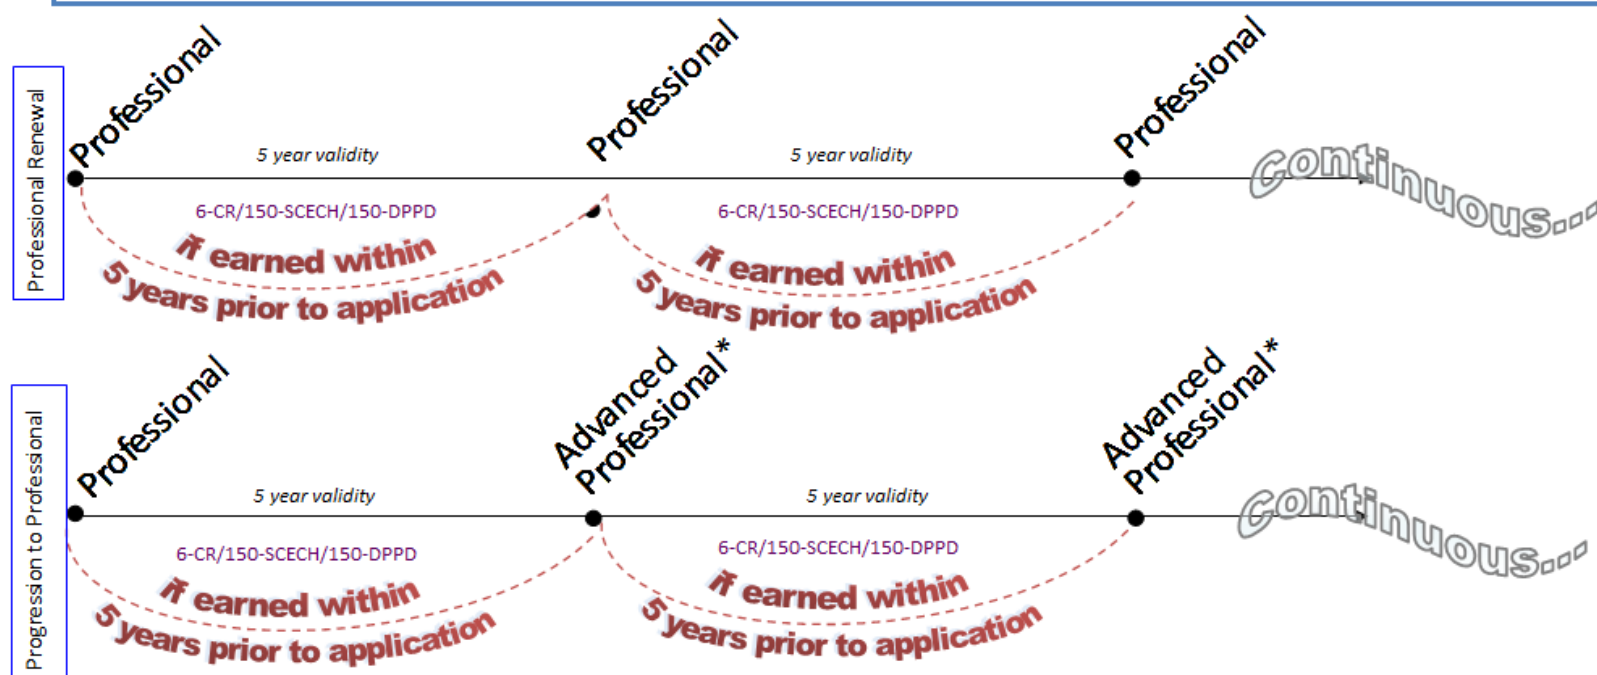 Professional Renewal
Professional
Professional
Professional
5 year validity
5 year validity
6-CR/150-SCECH/150-DPPD
6-CR/150-SCECH/150-DPPD
if earned within
5 years prior to application
if earned within
5 years prior to application
Continuous...
Progression to Professional
Professional
Advanced
Professional*
Advanced
Professional*
5 year validity
5 year validity
6-CR/150-SCECH/150-DPPD
6-CR/150-SCECH/150-DPPD
if earned within
5 years prior to application
if earned within
5 years prior to application
Continuous...